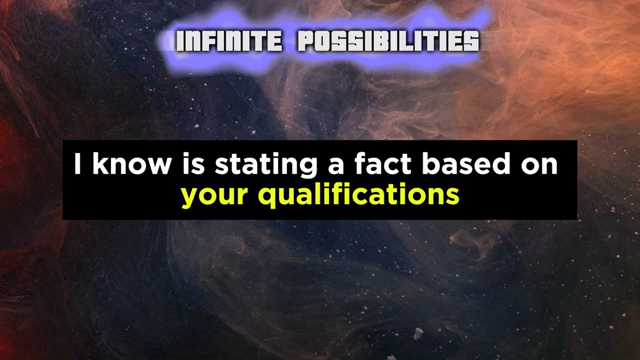 INFINITE POSSIBILITIES
I know is stating a fact based on
your qualifications